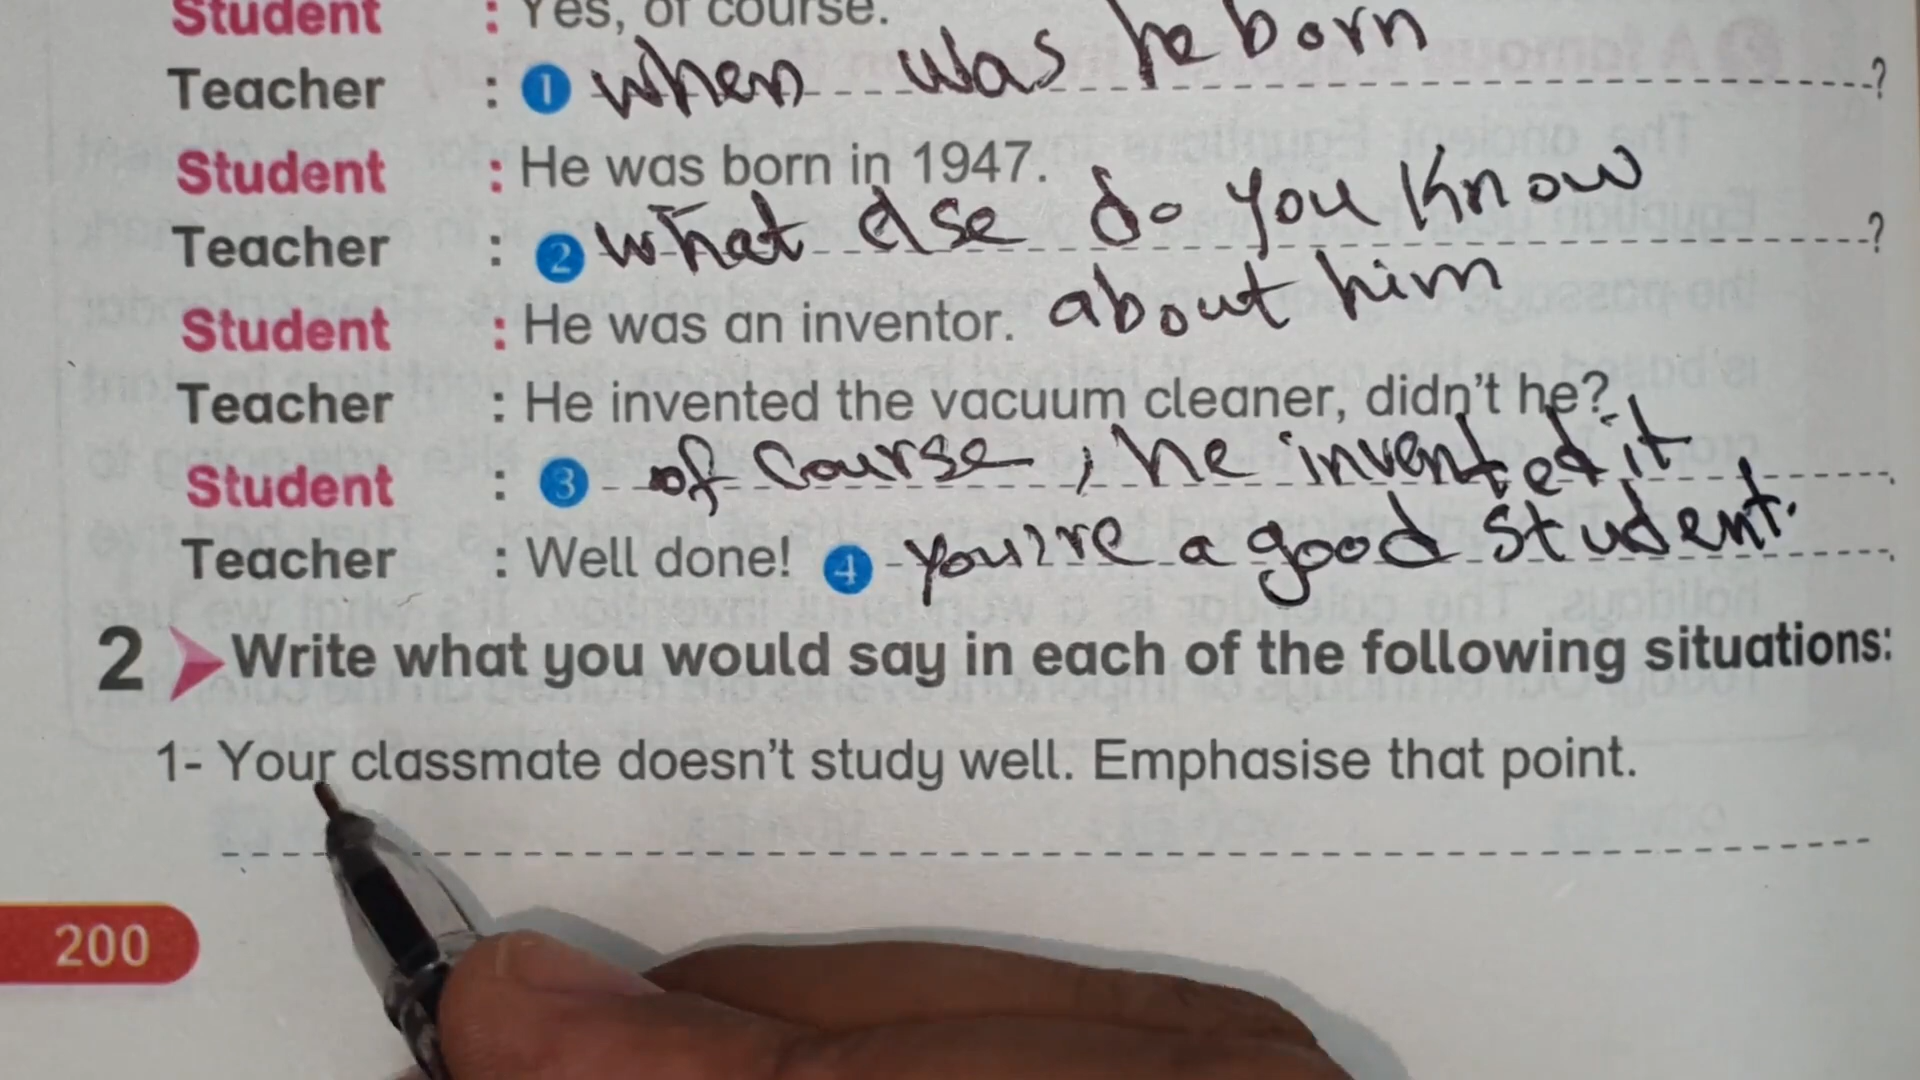 Student : Yes, of course.
Teacher : 1 when was he born ?
Student : He was born in 1947.
Teacher : 2 what else do you know ?
about him
Student : He was an inventor.
Teacher : He invented the vacuum cleaner, didn't he?
Student : 3 of course, he invented it.
Teacher : Well done! 4 you're a good student.
2 Write what you would say in each of the following situations:
1- Your classmate doesn't study well. Emphasise that point.
200